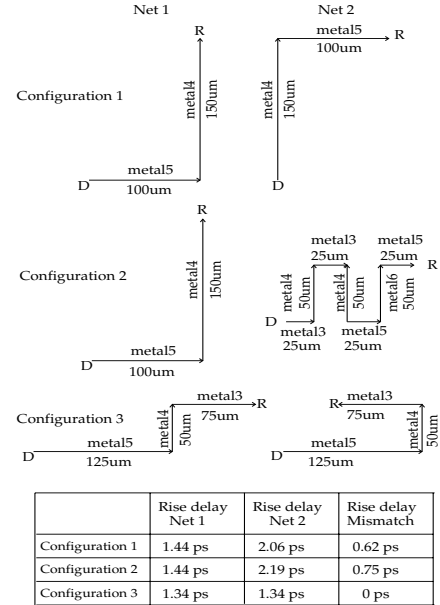 Net 1 Net 2
R
metal4
150um
metal5
100um
D
metal5
100um
R
metal4
150um
D
Configuration 1
R
metal4
150um
metal5
100um
D
Configuration 2
metal3
25um
metal5
25um
R
metal4
50um
metal4
50um
metal6
50um
D
metal3
25um
metal5
25um
Configuration 3
metal3
75um
R
metal4
50um
metal5
125um
D
R
metal3
75um
metal4
50um
metal5
125um
D
Rise delay Net 1 Rise delay Net 2 Rise delay Mismatch
Configuration 1 1.44 ps 2.06 ps 0.62 ps
Configuration 2 1.44 ps 2.19 ps 0.75 ps
Configuration 3 1.34 ps 1.34 ps 0 ps